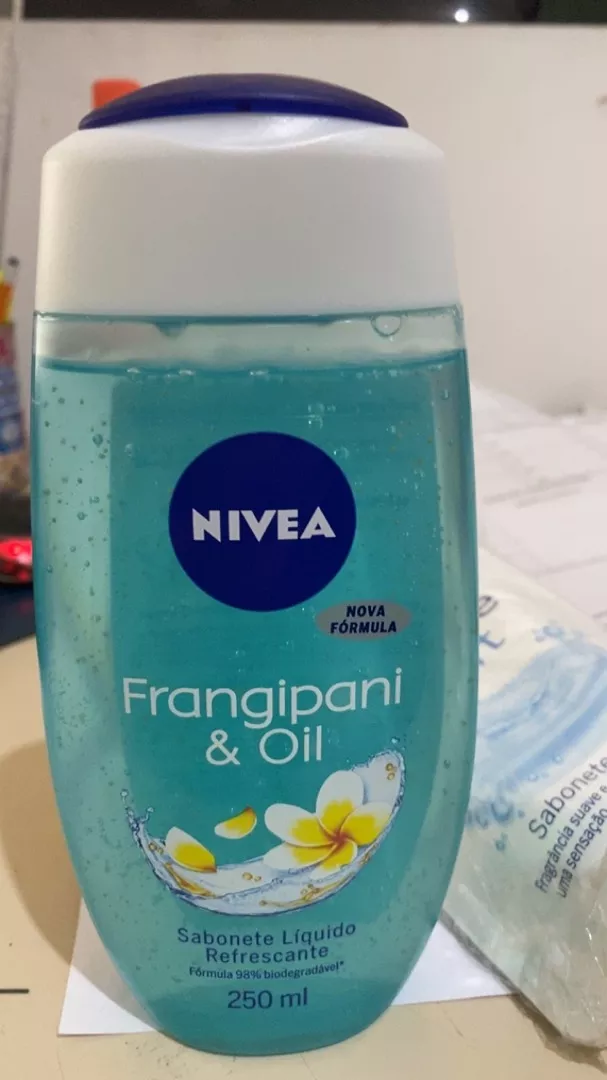 NIVEA
NOVA
FÓRMULA
Frangipani
& Oil
Sabonete Líquido
Refrescante
Fórmula 98% biodegradável*
250 ml
Sabonete
Fragrância suave e
uma sensação